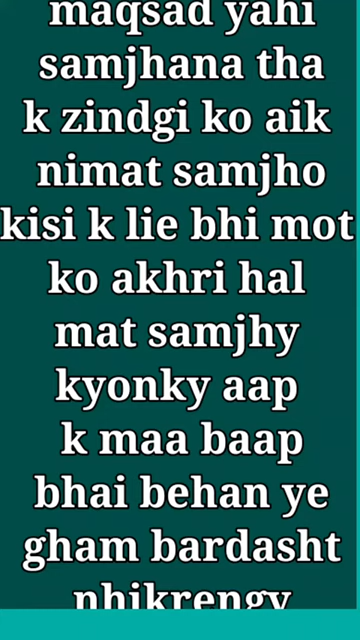 maqsad yahi
samjhana tha
k zindgi ko aik
nimat samjho
kisi k lie bhi mot
ko akhri hal
mat samjhy
kyonky aap
k maa baap
bhai behan ye
gham bardasht
nhikrengy